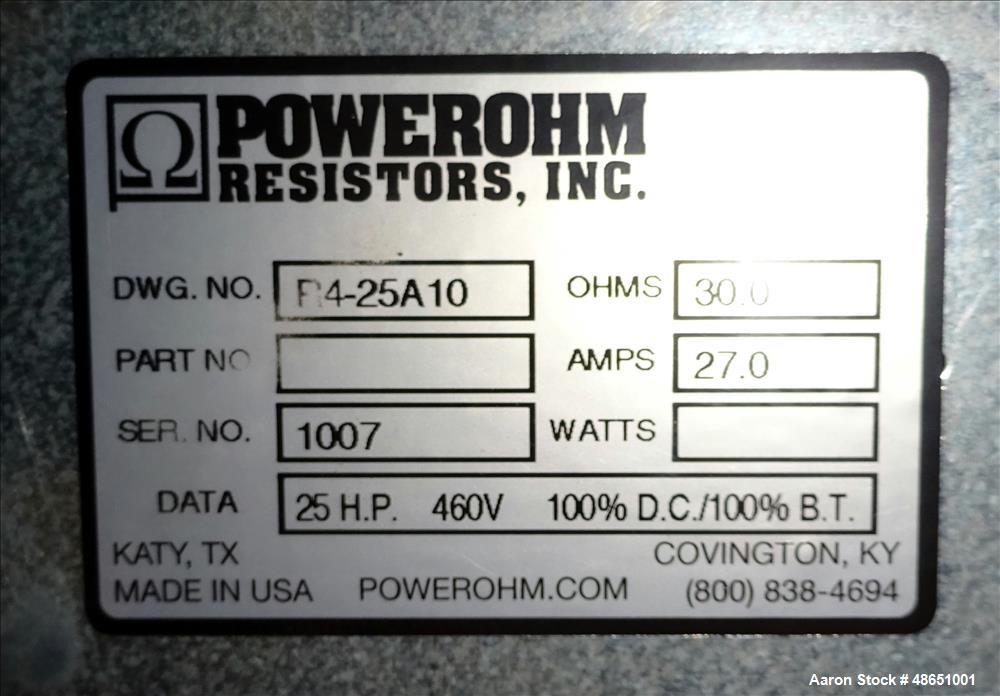 Ω POWEROHM
RESISTORS, INC.
DWG. NO. R4-25A10 OHMS 30.0
PART NO AMPS 27.0
SER. NO. 1007 WATTS
DATA 25 H.P. 460V 100% D.C./100% B.T.
KATY, TX COVINGTON, KY
MADE IN USA POWEROHM.COM (800) 838-4694
Aaron Stock # 48651001